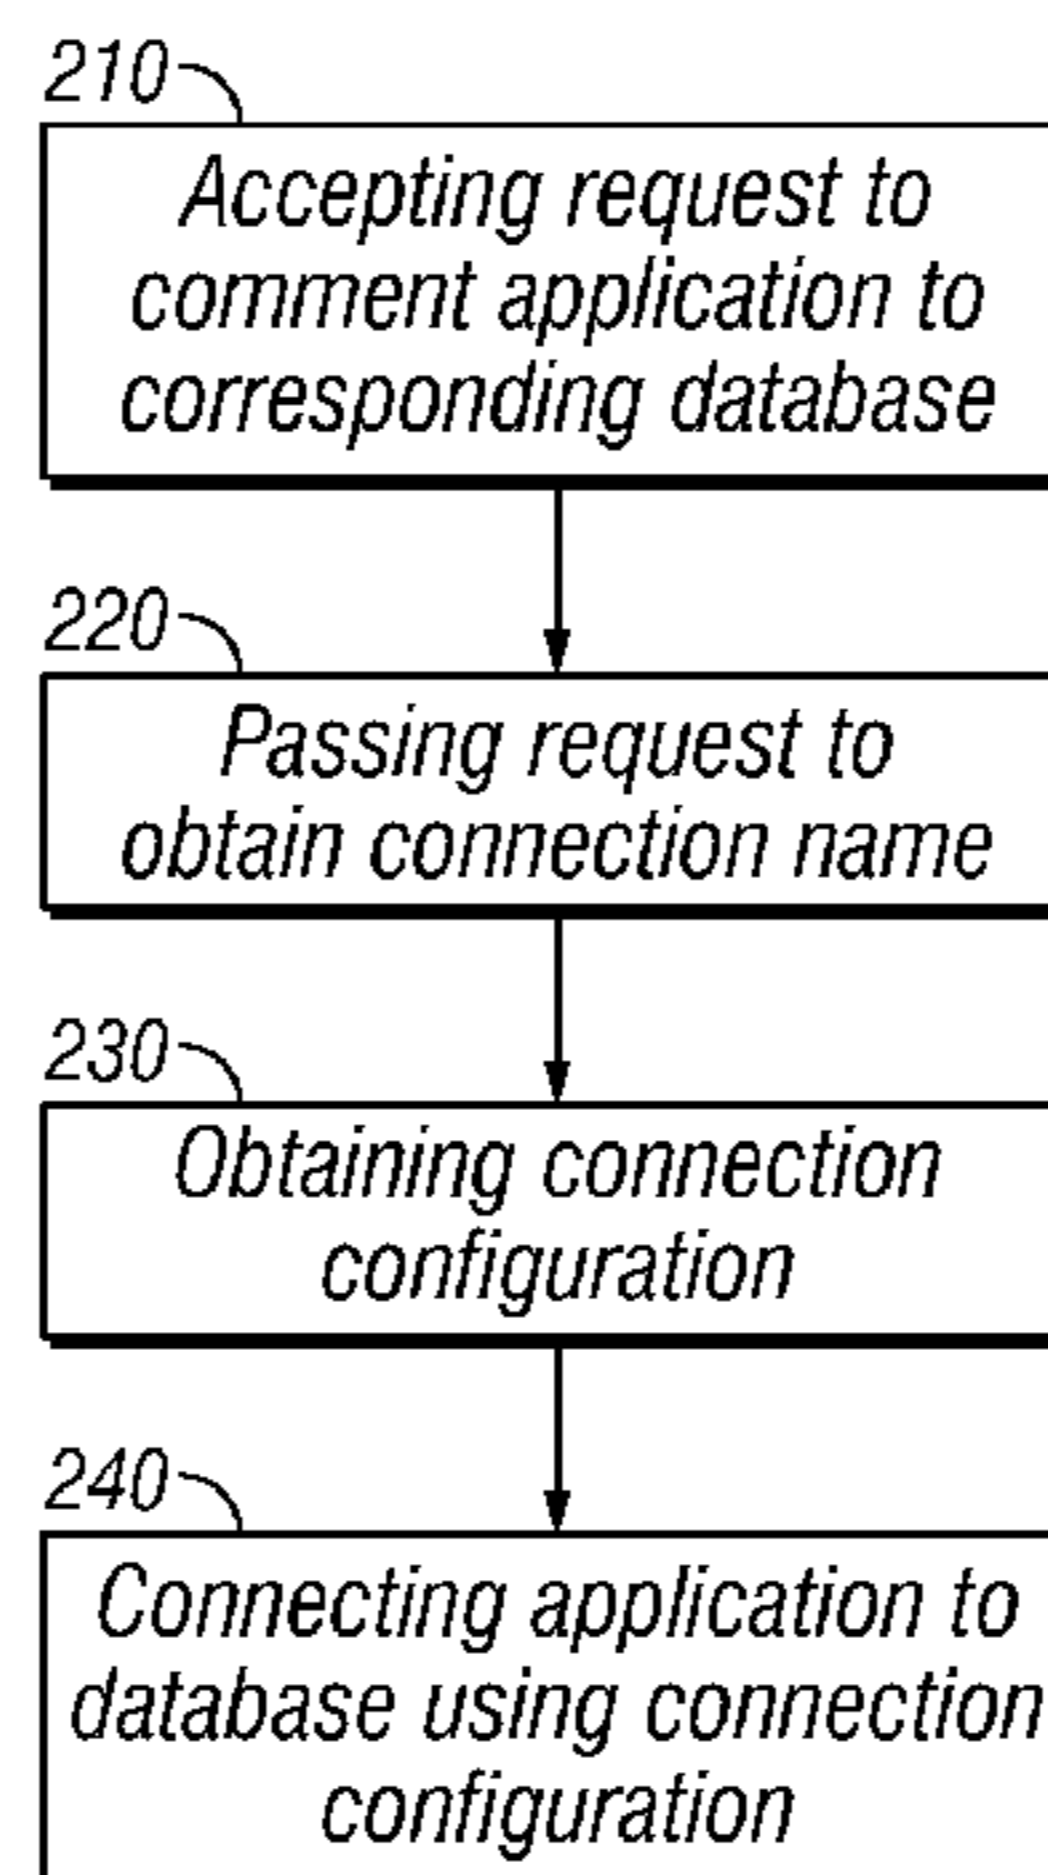 210
Accepting request to
comment application to
corresponding database
220
Passing request to
obtain connection name
230
Obtaining connection
configuration
240
Connecting application to
database using connection
configuration